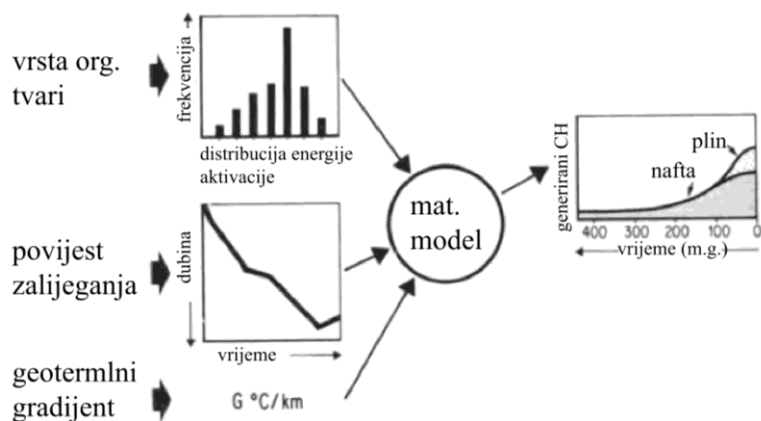 vrsta org.
tvari
frekvencija
distribucija energije
aktivacije
povijest
zalijeganja
dubina
vrijeme
geotermlni
gradijent
G °C/km
mat.
model
generirani CH
plin
nafta
400 300 200 100 0
vrijeme (m.g.)